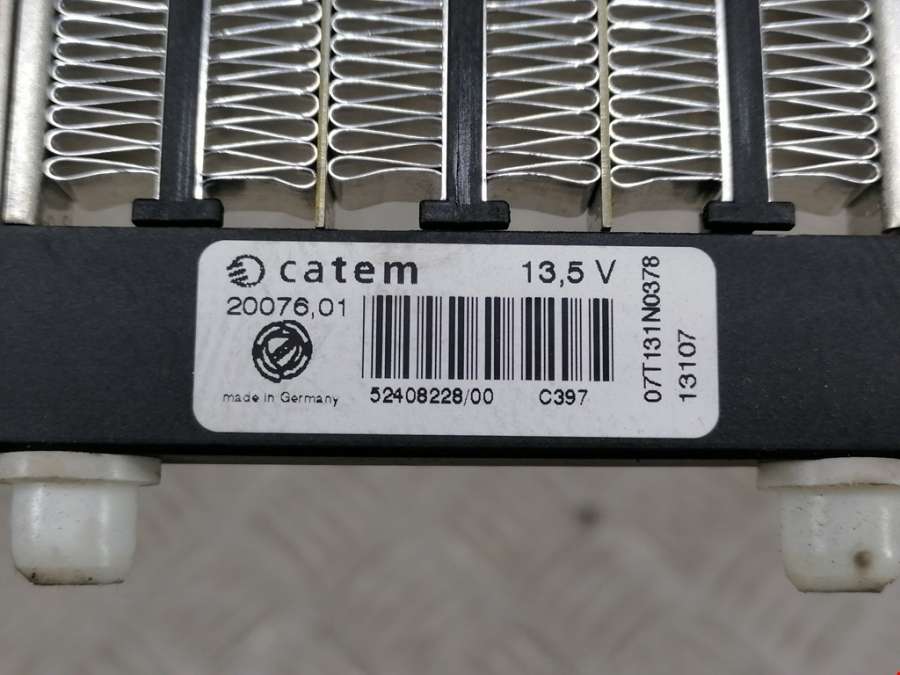 catem
13,5 V
20076,01
made in Germany
52408228/00
C397
07T131N0378
13107